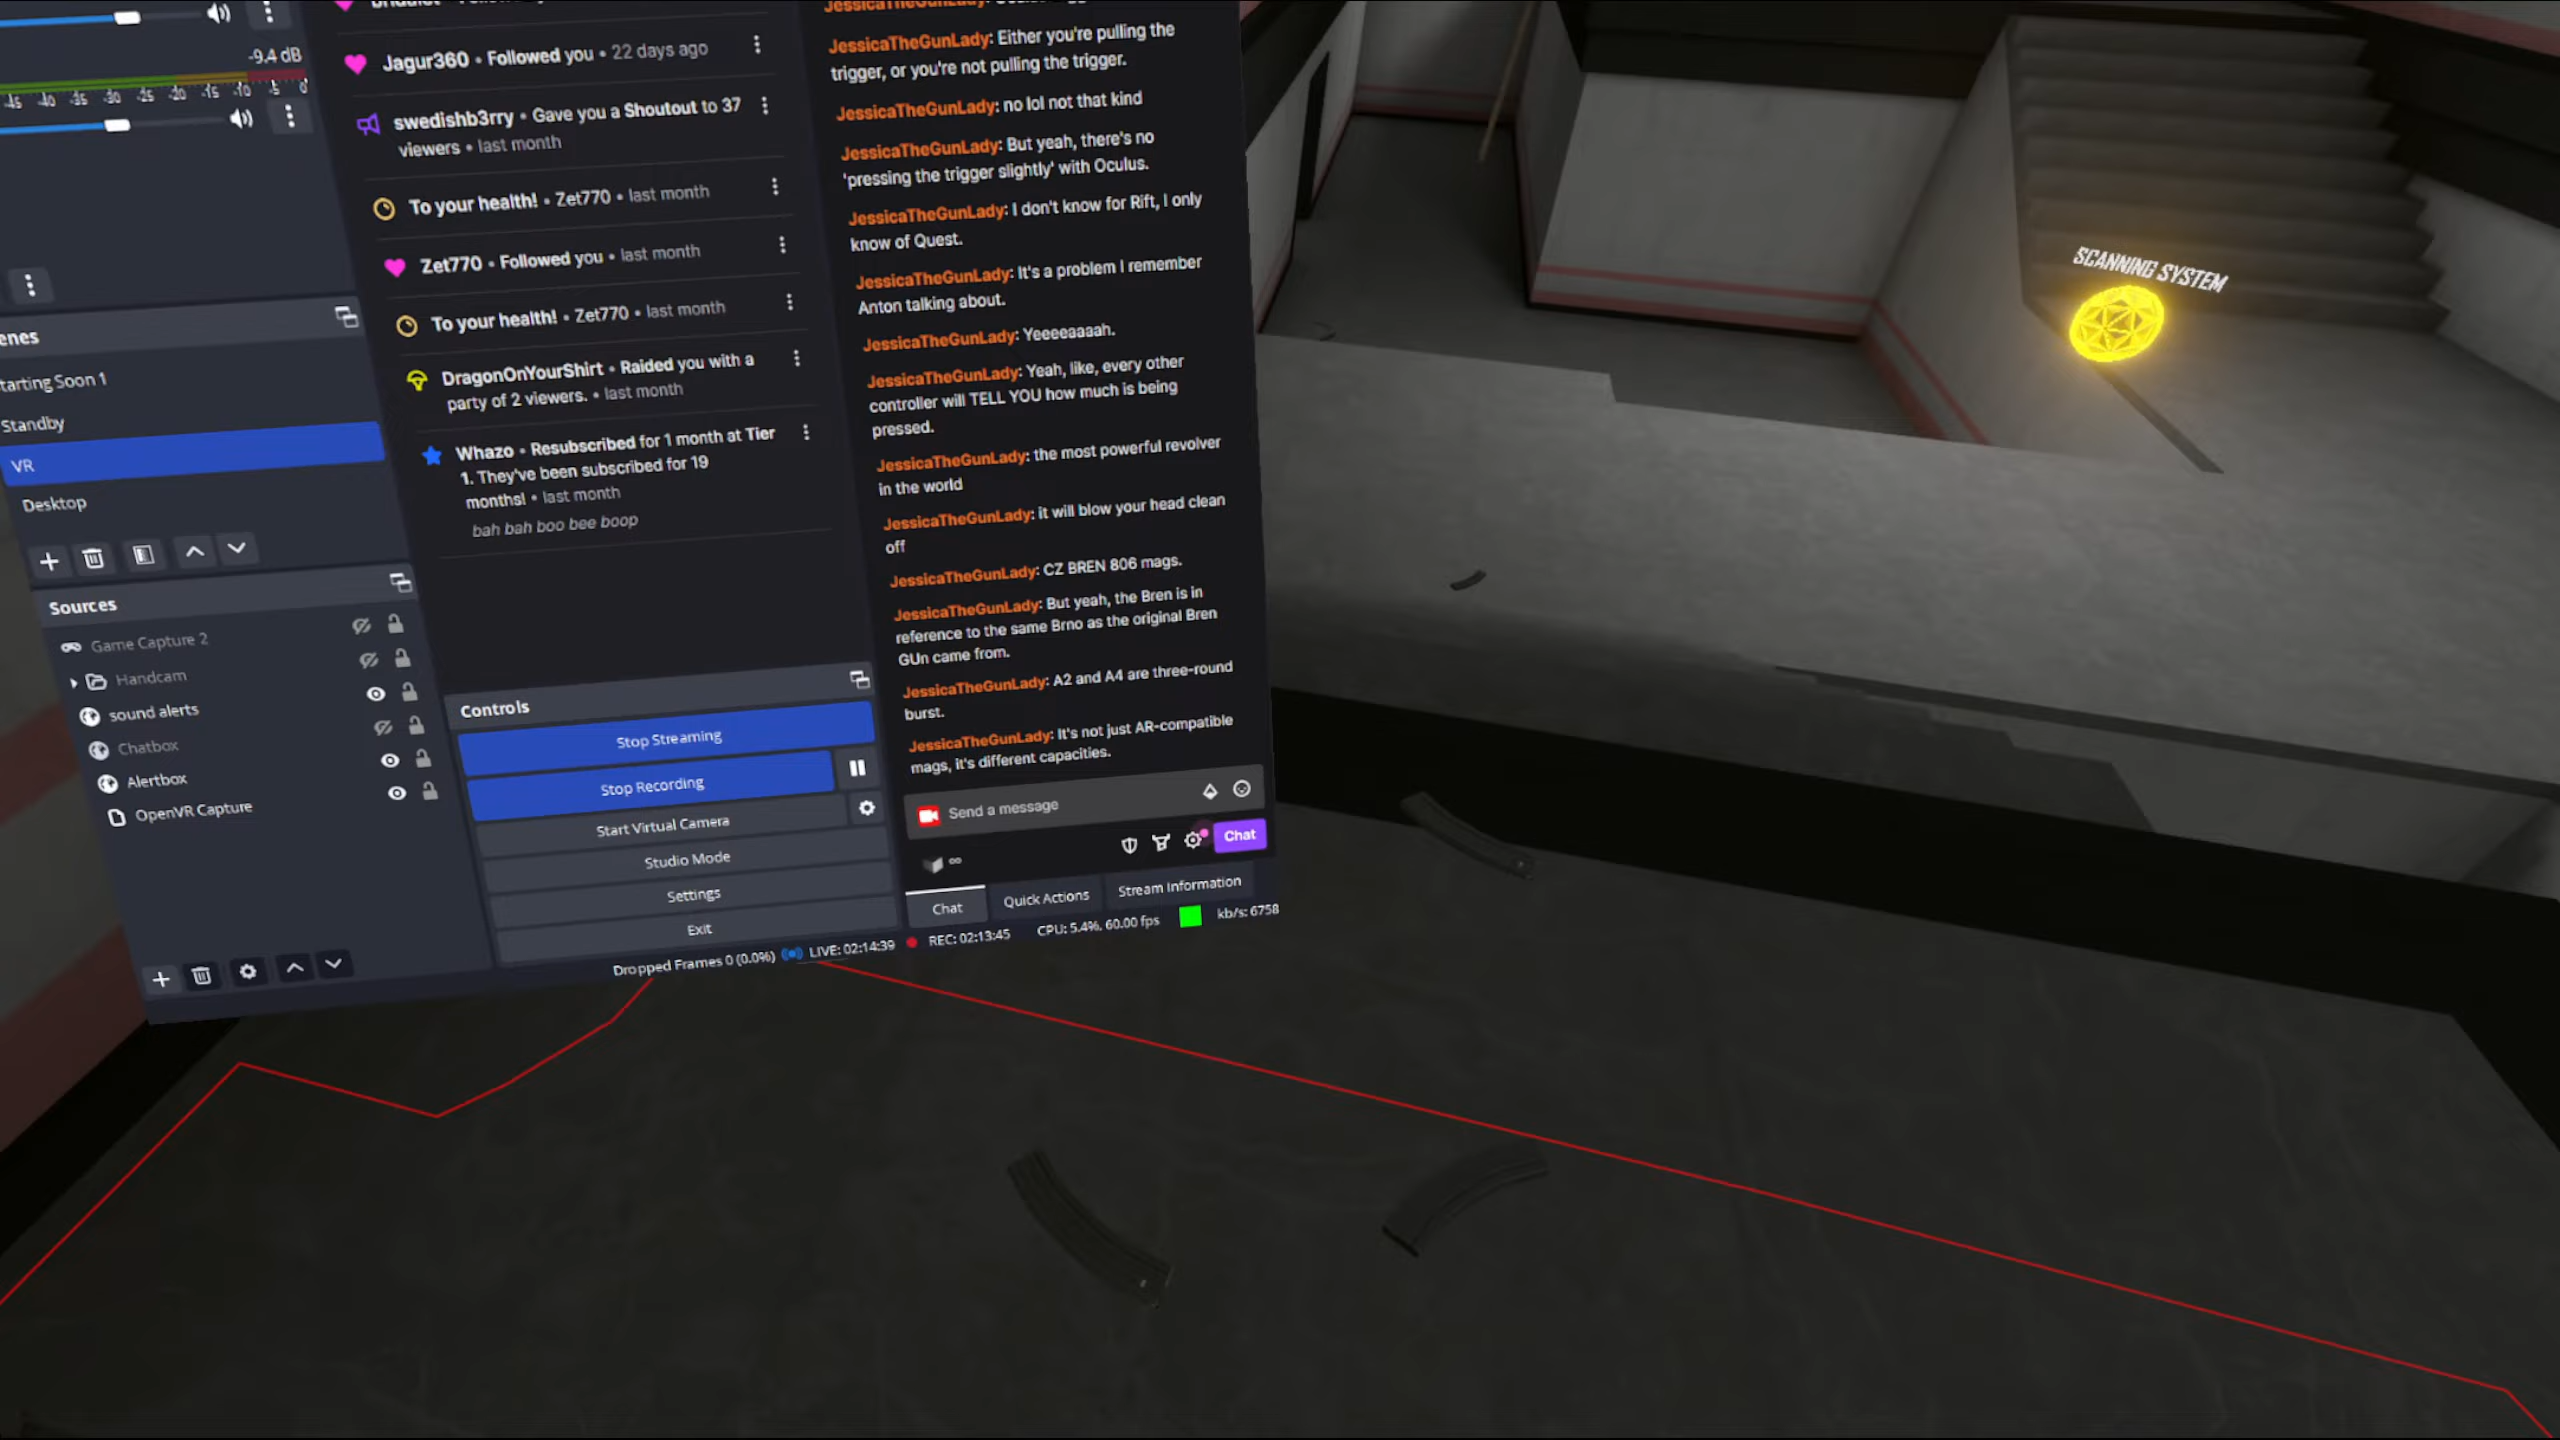 -9.4 dB
-45 -40 -35 -30 -25 -20 -15 -10 -5 0
enes
tarting Soon 1
Standby
VR
Desktop
Sources
Game Capture 2
Handcam
sound alerts
Chatbox
Alertbox
OpenVR Capture
Jagur360 • Followed you • 22 days ago
swedishb3rry • Gave you a Shoutout to 37
viewers • last month
To your health! • Zet770 • last month
Zet770 • Followed you • last month
To your health! • Zet770 • last month
DragonOnYourShirt • Raided you with a
party of 2 viewers. • last month
Whazo • Resubscribed for 1 month at Tier
1. They've been subscribed for 19
months! • last month
bah bah boo bee boop
Controls
Stop Streaming
Stop Recording
Start Virtual Camera
Studio Mode
Settings
Exit
JessicaTheGunLady:
JessicaTheGunLady: Either you're pulling the
trigger, or you're not pulling the trigger.
JessicaTheGunLady: no lol not that kind
JessicaTheGunLady: But yeah, there's no
'pressing the trigger slightly' with Oculus.
JessicaTheGunLady: I don't know for Rift, I only
know of Quest.
JessicaTheGunLady: It's a problem I remember
Anton talking about.
JessicaTheGunLady: Yeeeeaaaah.
JessicaTheGunLady: Yeah, like, every other
controller will TELL YOU how much is being
pressed.
JessicaTheGunLady: the most powerful revolver
in the world
JessicaTheGunLady: it will blow your head clean
off
JessicaTheGunLady: CZ BREN 806 mags.
JessicaTheGunLady: But yeah, the Bren is in
reference to the same Brno as the original Bren
GUn came from.
JessicaTheGunLady: A2 and A4 are three-round
burst.
JessicaTheGunLady: It's not just AR-compatible
mags, it's different capacities.
Send a message
∞
Chat
Chat Quick Actions Stream Information
Dropped Frames 0 (0.0%) LIVE: 02:14:39 REC: 02:13:45 CPU: 5.4%, 60.00 fps kb/s: 6758
SCANNING SYSTEM